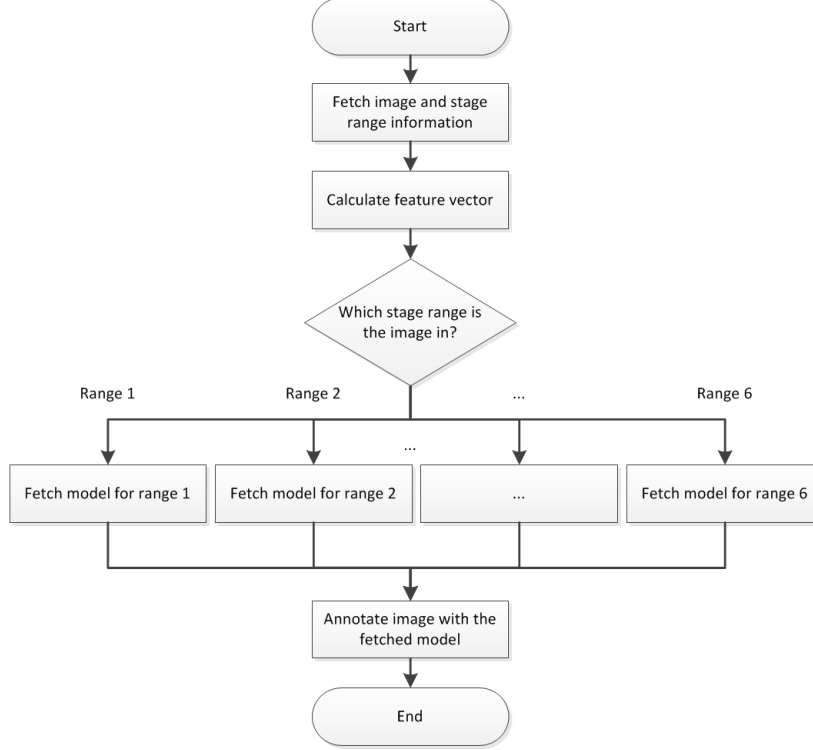 Start
Fetch image and stage
range information
Calculate feature vector
Which stage range is
the image in?
Range 1
Range 2
...
Range 6
...
Fetch model for range 1
Fetch model for range 2
...
Fetch model for range 6
Annotate image with the
fetched model
End